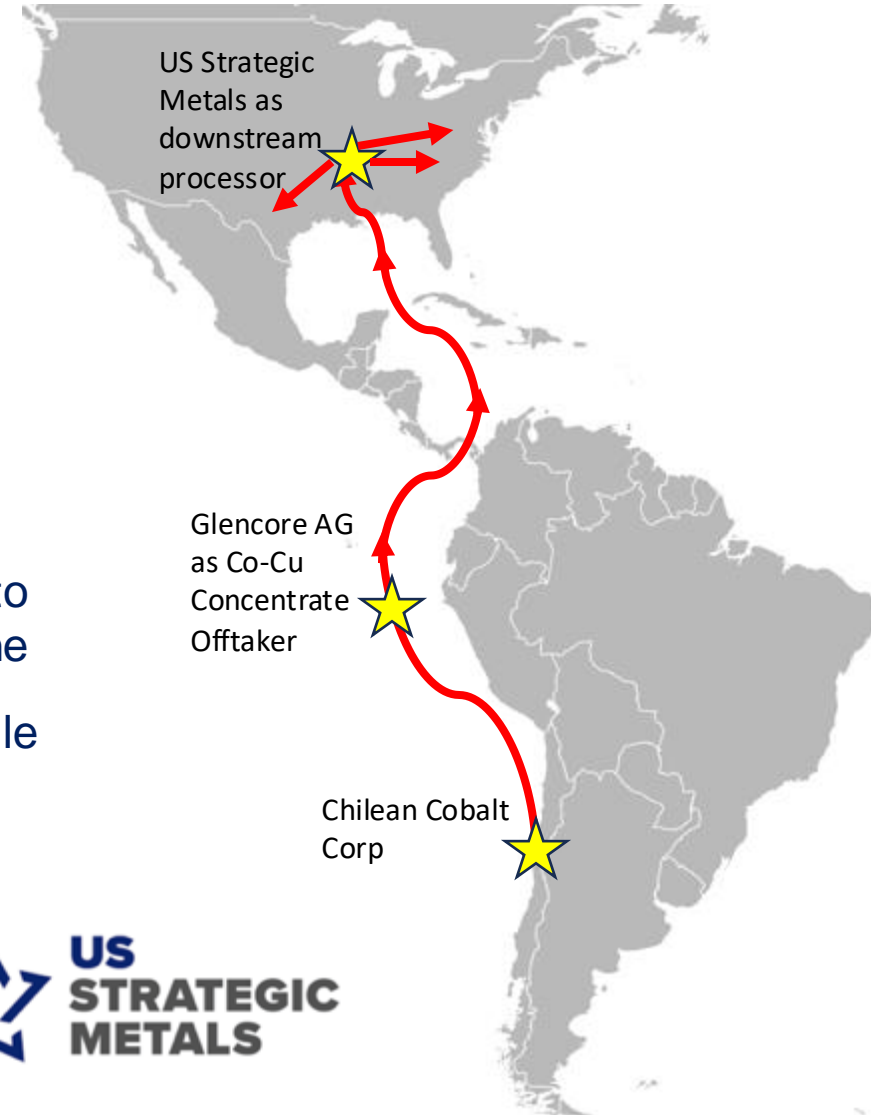 US Strategic
Metals as
downstream
processor
Glencore AG
as Co-Cu
Concentrate
Offtaker
to
Chilean Cobalt
Corp
US
STRATEGIC
METALS